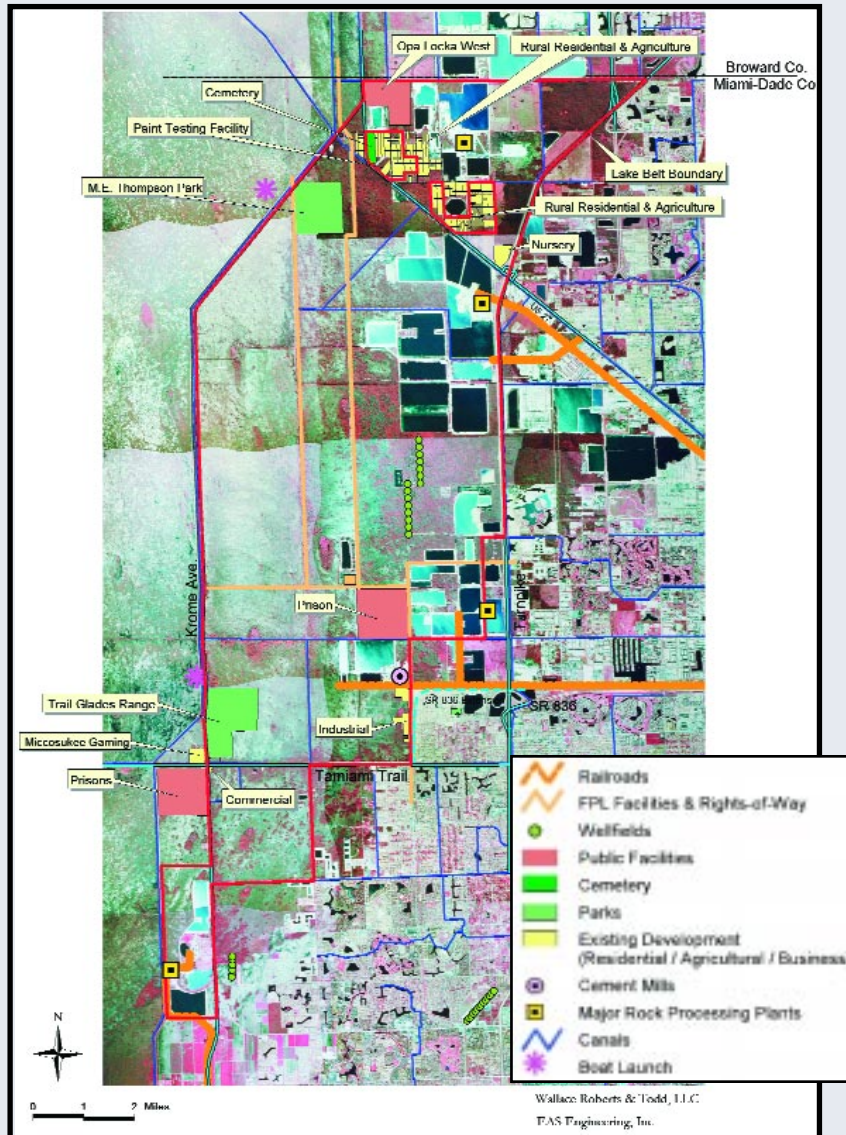 Opa Locka West
Rural Residential & Agriculture
Broward Co.
Miami-Dade Co
Cemetery
Paint Testing Facility
Lake Belt Boundary
M.E. Thompson Park
Rural Residential & Agriculture
Nursery
US 27
Krome Ave.
Turnpike
Prison
Trail Glades Range
SR 836
SR 836
Industrial
Miccosukee Gaming
Tamiami Trail
Prisons
Commercial
Railroads
FPL Facilities & Rights-of-Way
Wellfields
Public Facilities
Cemetery
Parks
Existing Development
(Residential / Agricultural / Business
Cement Mills
Major Rock Processing Plants
Canals
Boat Launch
N
0 1 2 Miles
Wallace Roberts & Todd, LLC
EAS Engineering, Inc.